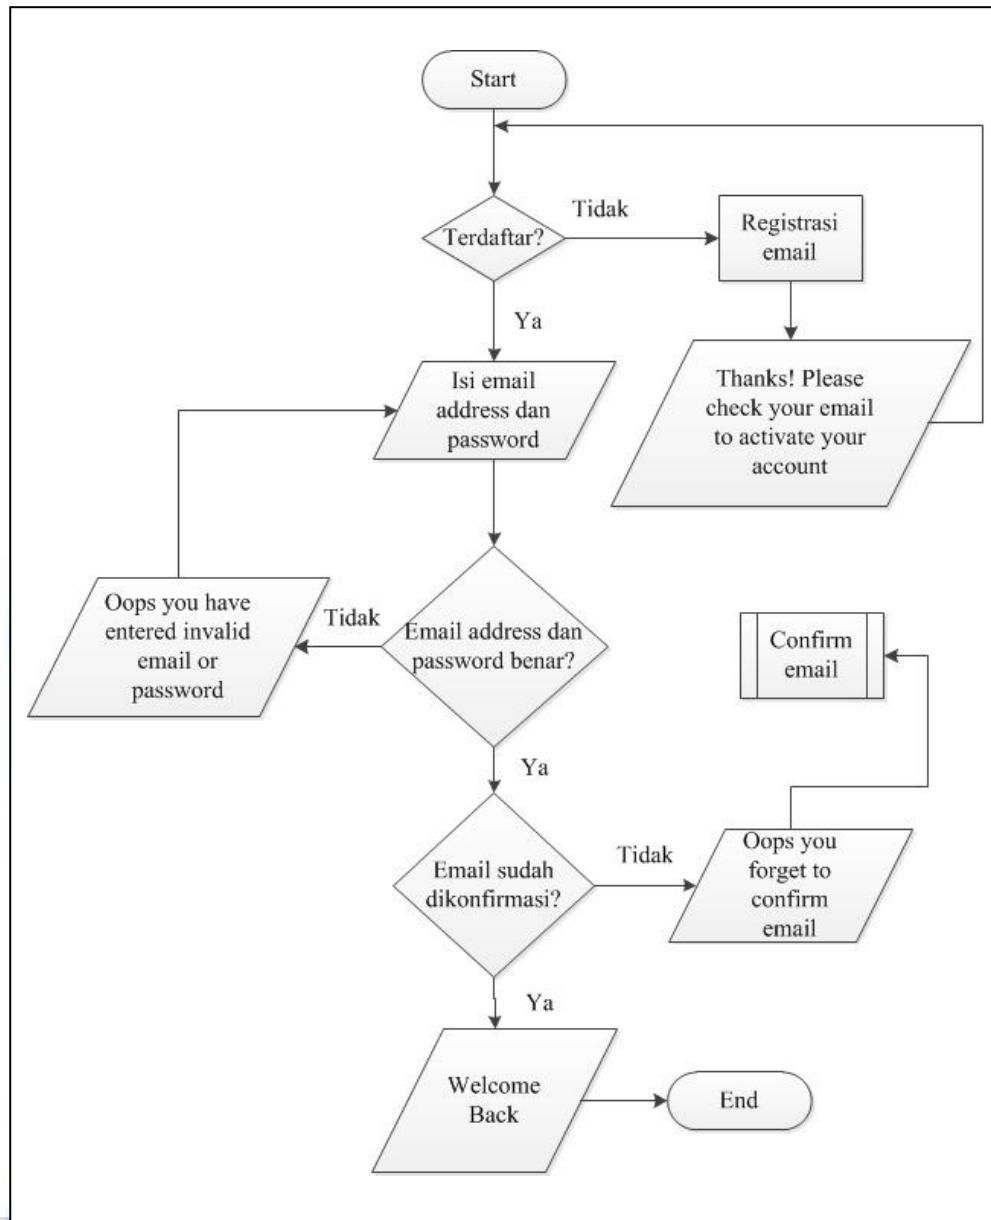 Start
Tidak
Terdaftar?
Registrasi
email
Ya
Isi email
address dan
password
Thanks! Please
check your email
to activate your
account
Oops you have
entered invalid
email or
password
Tidak
Email address dan
password benar?
Confirm
email
Ya
Email sudah
dikonfirmasi?
Tidak
Oops you
forget to
confirm
email
Ya
Welcome
Back
End